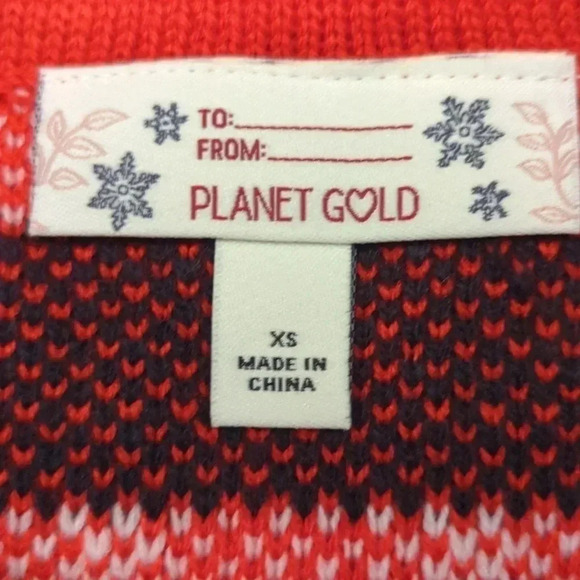 TO:
FROM:
PLANET GOLD
XS
MADE IN
CHINA